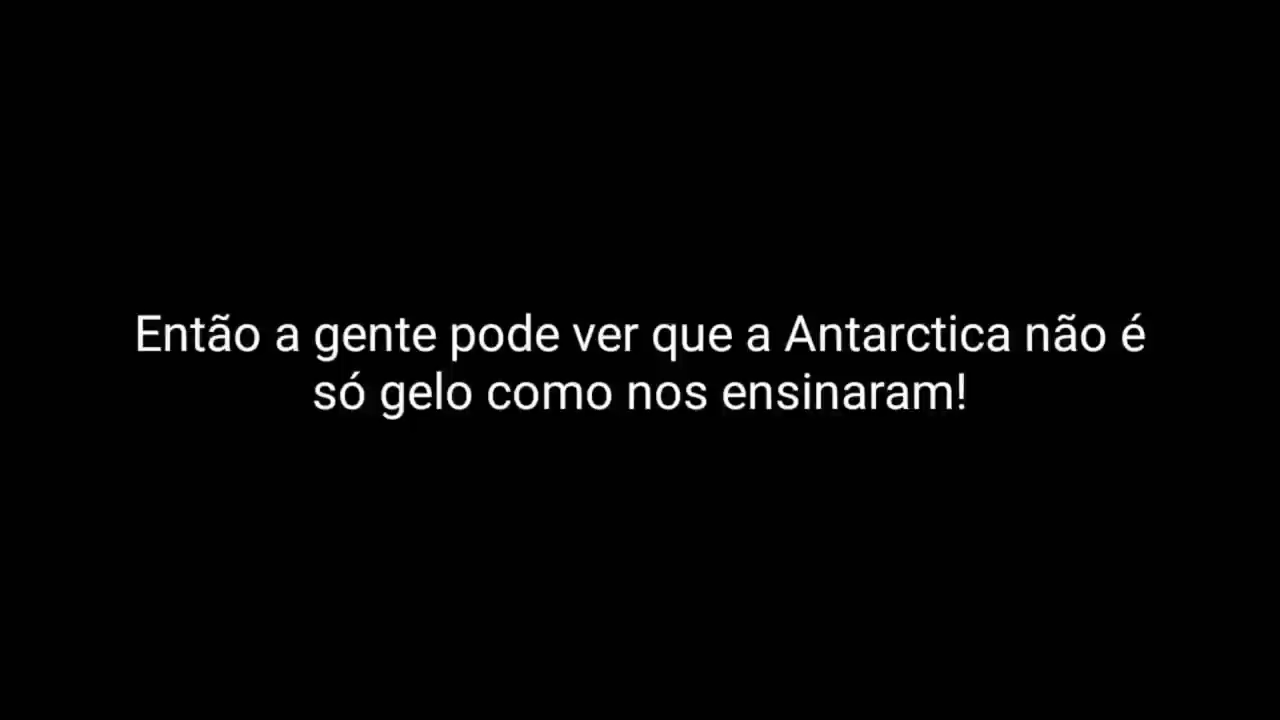 Então a gente pode ver que a Antarctica não é
só gelo como nos ensinaram!